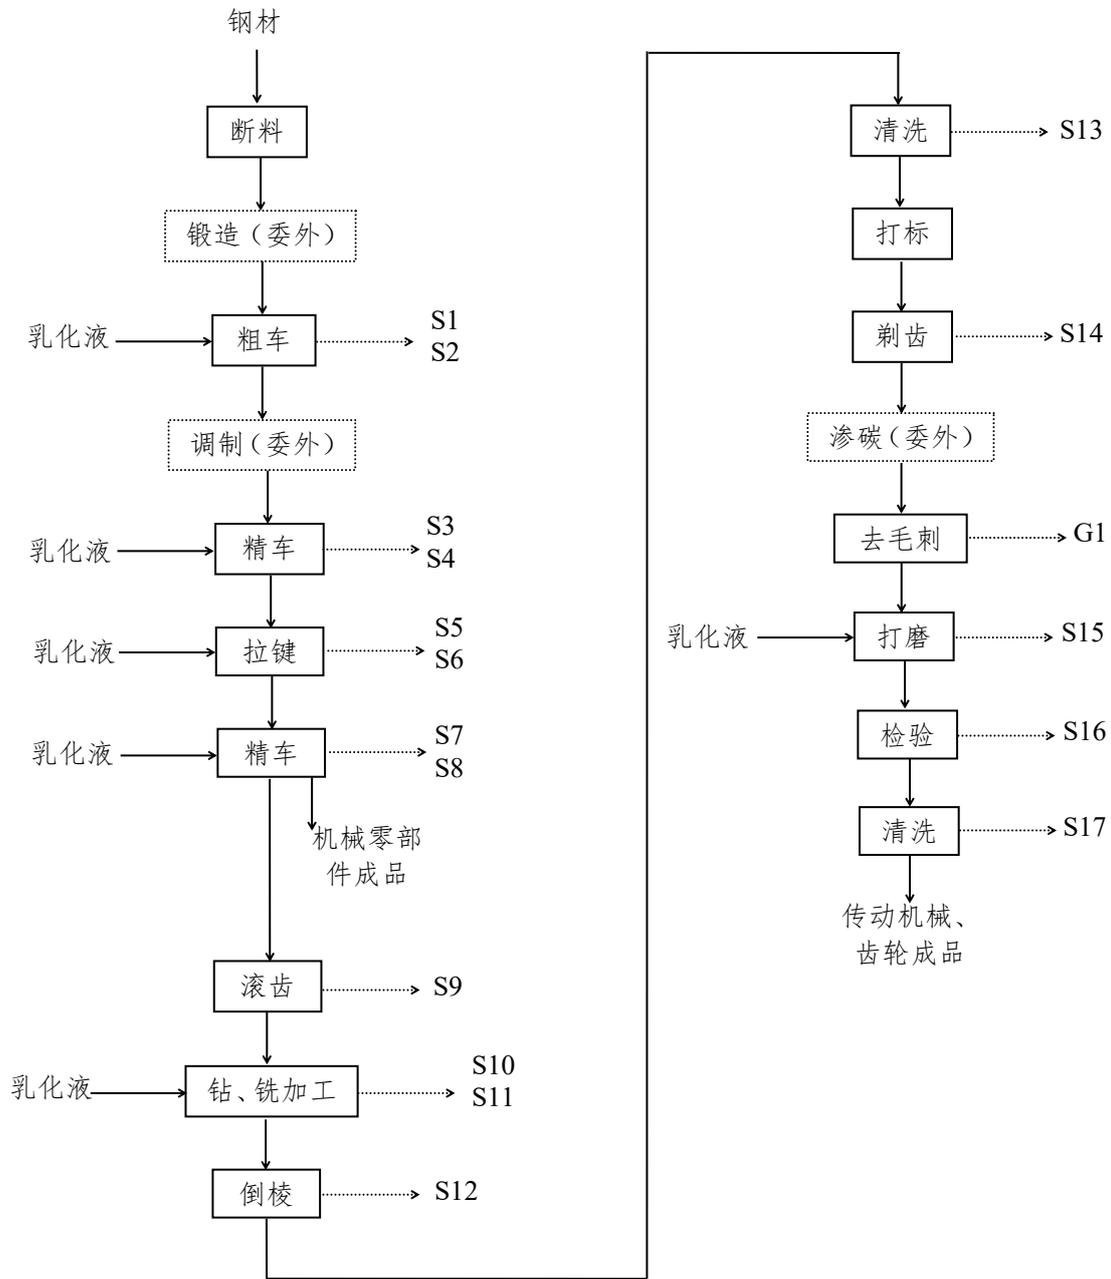 钢材
断料
锻造（委外）
乳化液
粗车
S1
S2
调制（委外）
乳化液
精车
S3
S4
乳化液
拉键
S5
S6
乳化液
精车
S7
S8
机械零部
件成品
滚齿
S9
乳化液
钻、铣加工
S10
S11
倒棱
S12
清洗
S13
打标
剃齿
S14
渗碳（委外）
去毛刺
G1
乳化液
打磨
S15
检验
S16
清洗
S17
传动机械、
齿轮成品